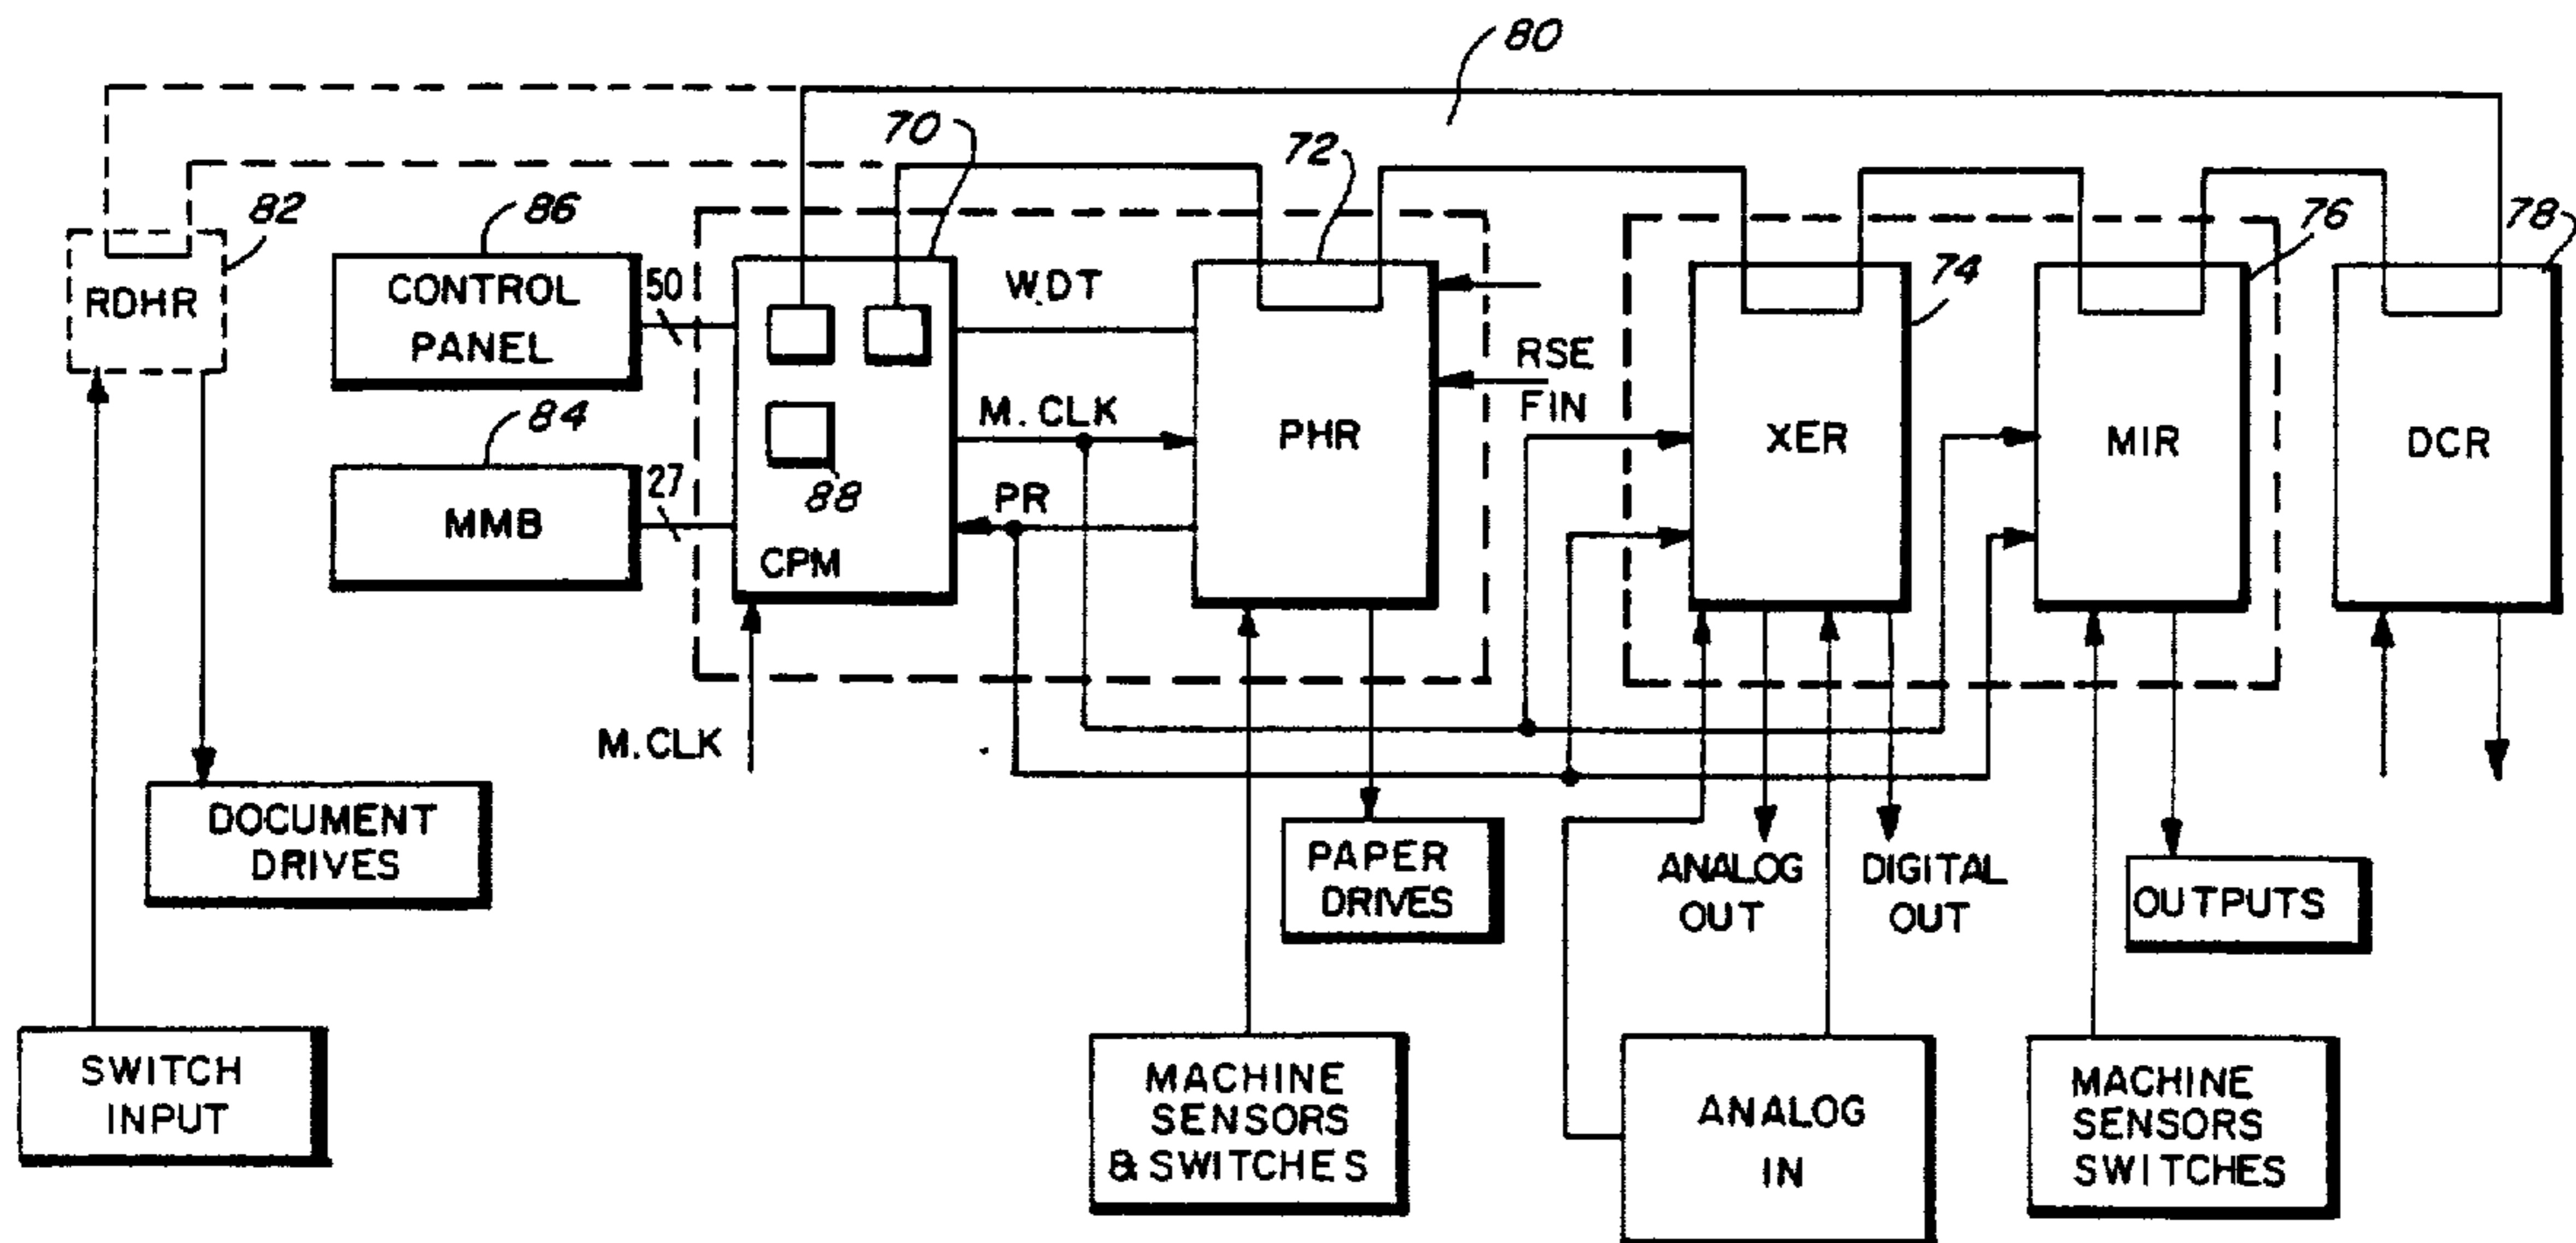 80
70
72
82
86
76
78
74
CONTROL
PANEL
50
RDHR
W.DT
RSE
FIN
84
M.CLK
PHR
XER
MIR
DCR
MMB
27
88
PR
CPM
M.CLK
DOCUMENT
DRIVES
PAPER
DRIVES
ANALOG
OUT
DIGITAL
OUT
OUTPUTS
SWITCH
INPUT
MACHINE
SENSORS
& SWITCHES
ANALOG
IN
MACHINE
SENSORS
SWITCHES